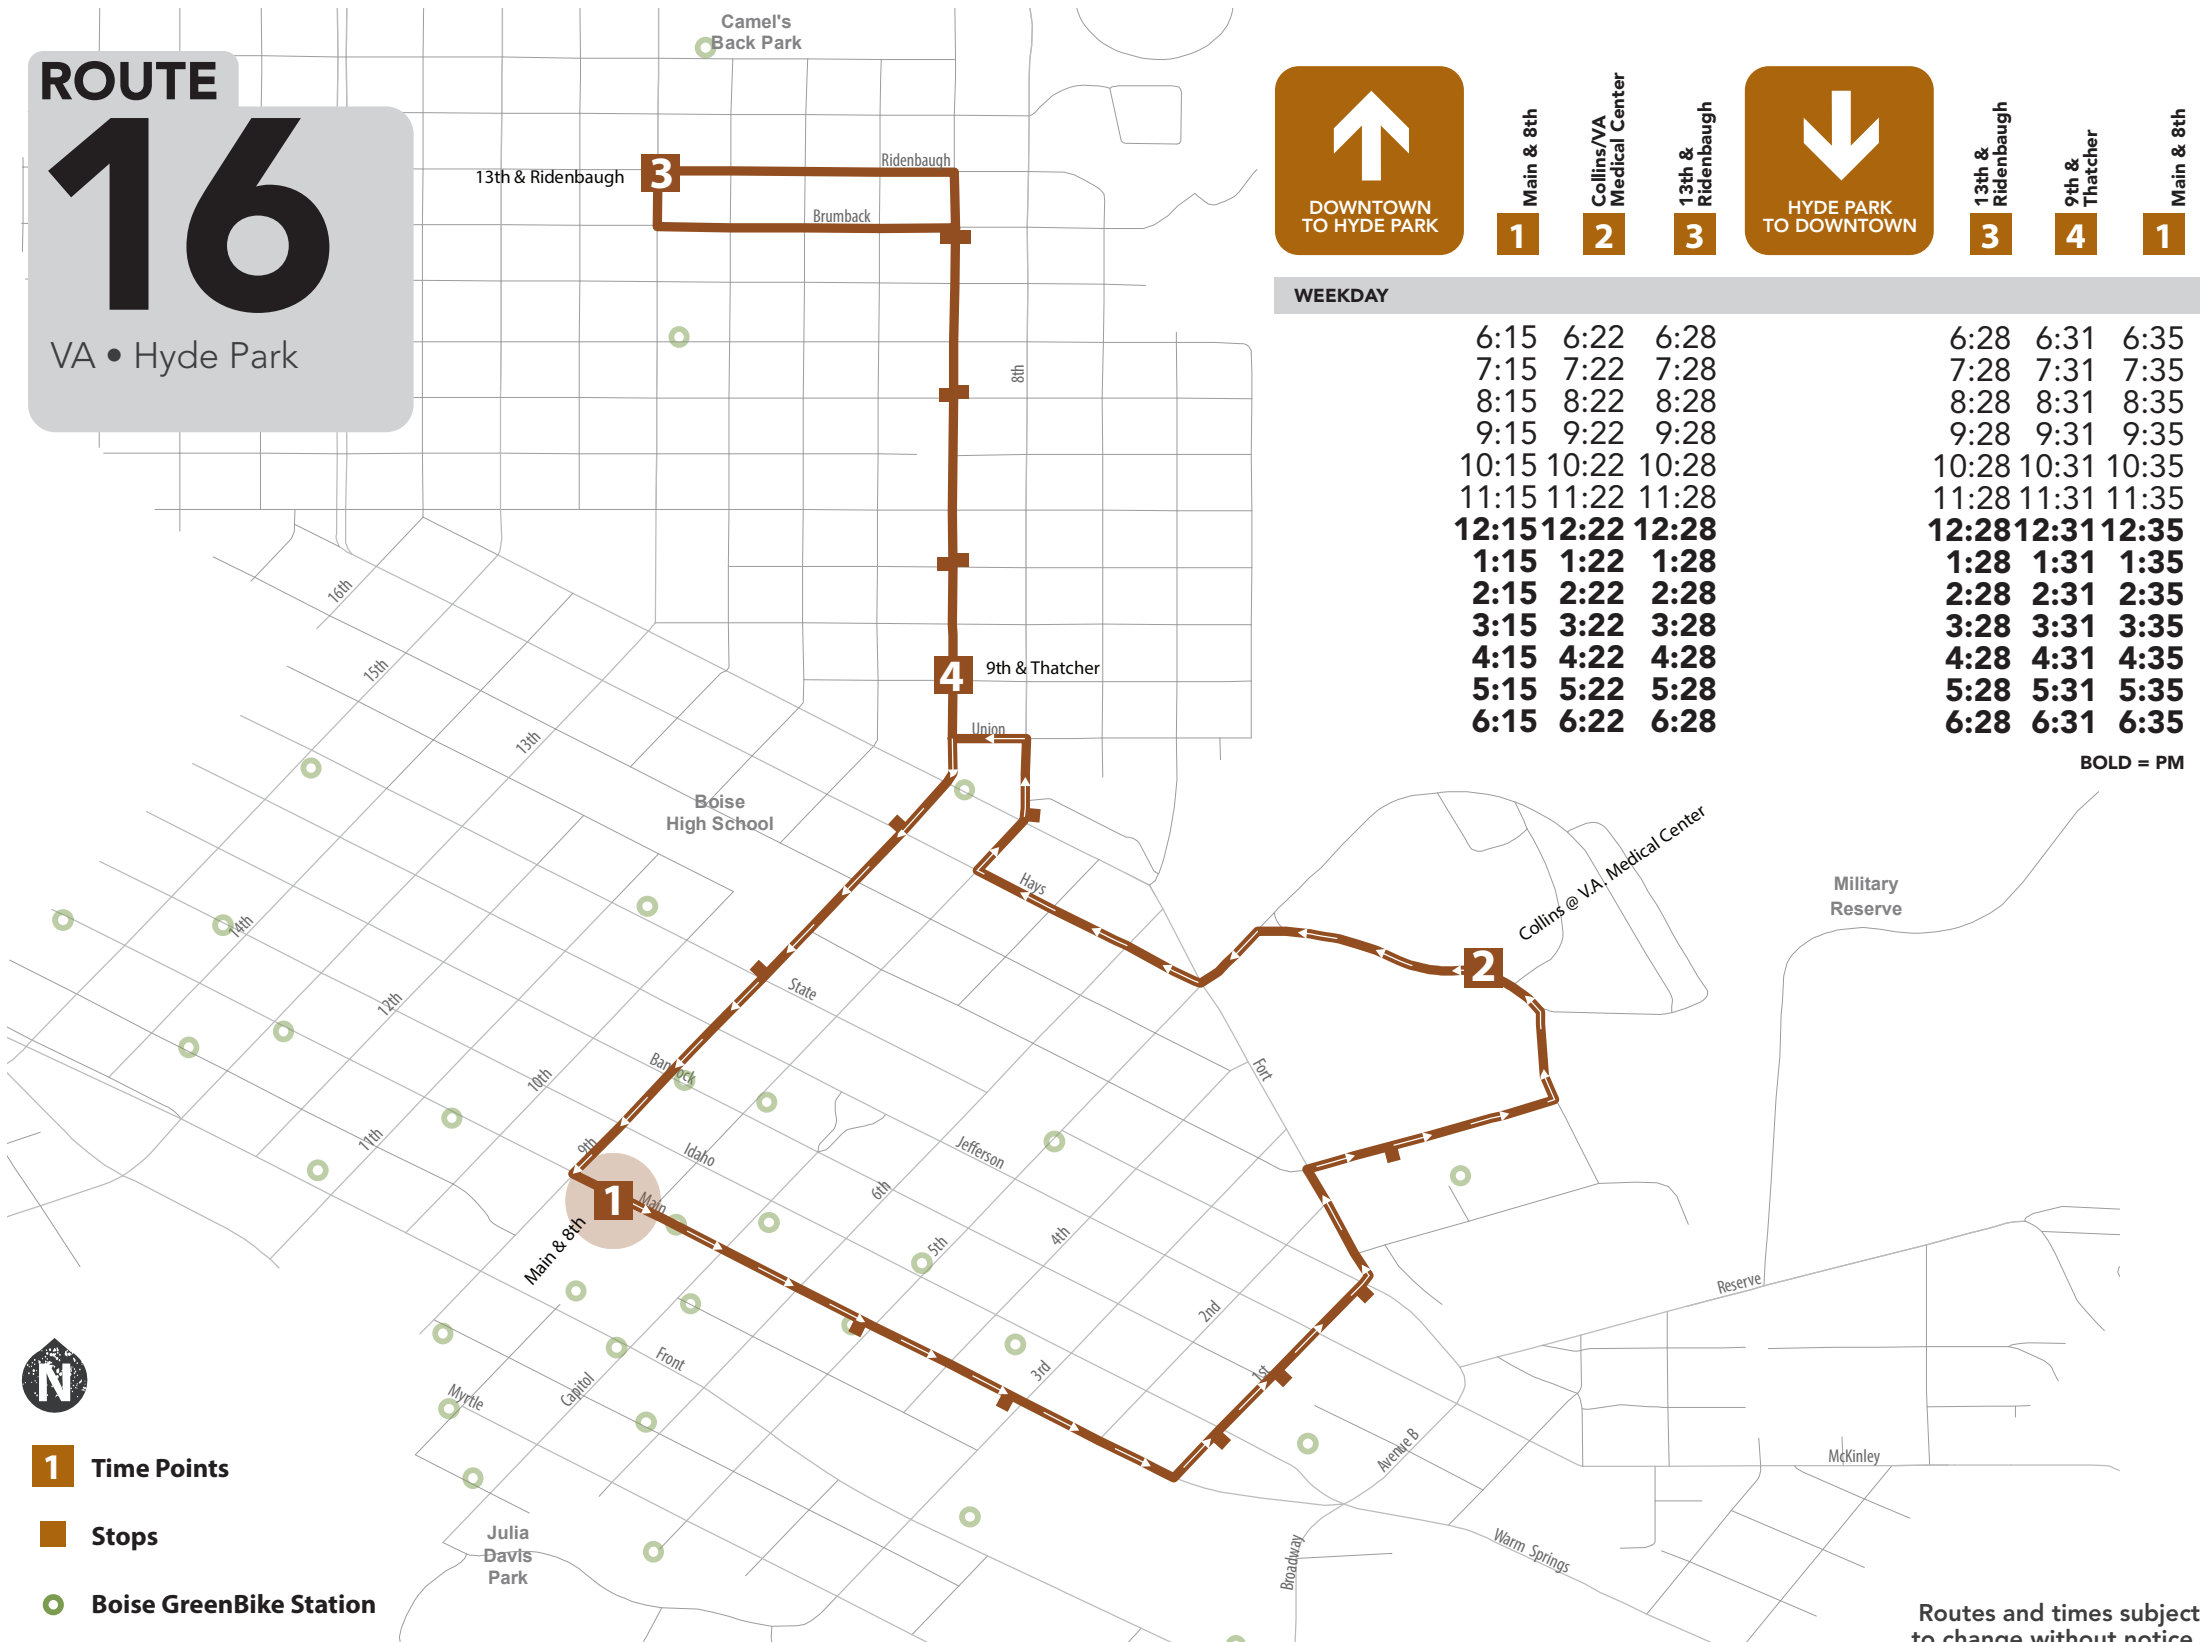 ROUTE
16
VA • Hyde Park
Camel's
Back Park
13th & Ridenbaugh
3
Ridenbaugh
Brumback
8th
4
9th & Thatcher
Union
16th
15th
13th
14th
12th
11th
10th
9th
Boise
High School
Hays
State
Bannock
Idaho
Jefferson
Main
1
Main & 8th
6th
5th
4th
3rd
2nd
1st
Fort
2
Collins @ V.A. Medical Center
Military
Reserve
Reserve
Front
Capitol
Myrtle
Avenue B
McKinley
Broadway
Warm Springs
Julia
Davis
Park
N
1 Time Points
Stops
Boise GreenBike Station
DOWNTOWN
TO HYDE PARK
Main & 8th
1
Collins/VA
Medical Center
2
13th &
Ridenbaugh
3
HYDE PARK
TO DOWNTOWN
13th &
Ridenbaugh
3
9th &
Thatcher
4
Main & 8th
1
WEEKDAY
6:15 6:22 6:28 6:28 6:31 6:35
7:15 7:22 7:28 7:28 7:31 7:35
8:15 8:22 8:28 8:28 8:31 8:35
9:15 9:22 9:28 9:28 9:31 9:35
10:15 10:22 10:28 10:28 10:31 10:35
11:15 11:22 11:28 11:28 11:31 11:35
12:15 12:22 12:28 12:28 12:31 12:35
1:15 1:22 1:28 1:28 1:31 1:35
2:15 2:22 2:28 2:28 2:31 2:35
3:15 3:22 3:28 3:28 3:31 3:35
4:15 4:22 4:28 4:28 4:31 4:35
5:15 5:22 5:28 5:28 5:31 5:35
6:15 6:22 6:28 6:28 6:31 6:35
BOLD = PM
Routes and times subject
to change without notice